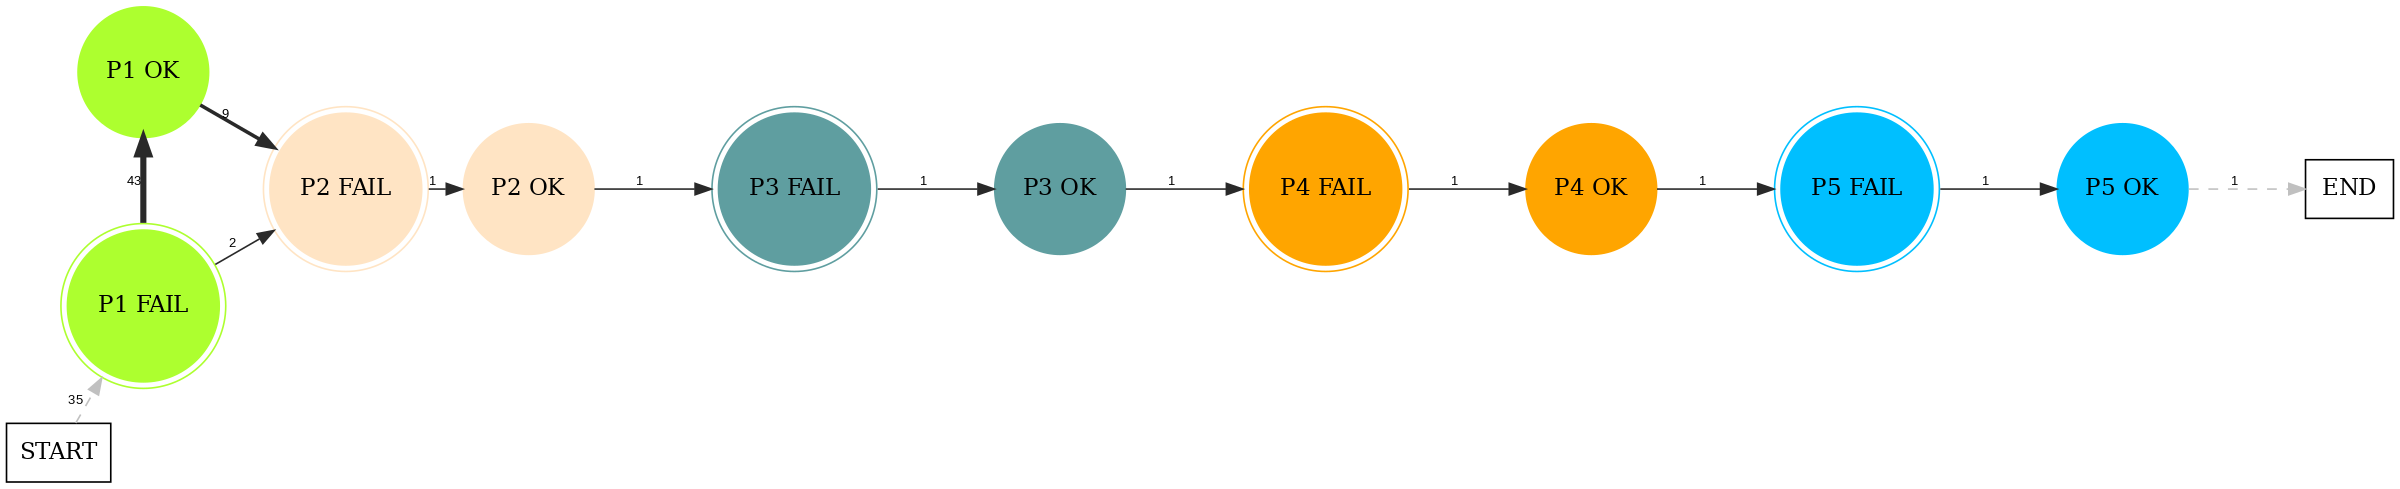 P1 OK
9
43
P1 FAIL
2
35
START
P2 FAIL
1
P2 OK
1
P3 FAIL
1
P3 OK
1
P4 FAIL
1
P4 OK
1
P5 FAIL
1
P5 OK
1
END